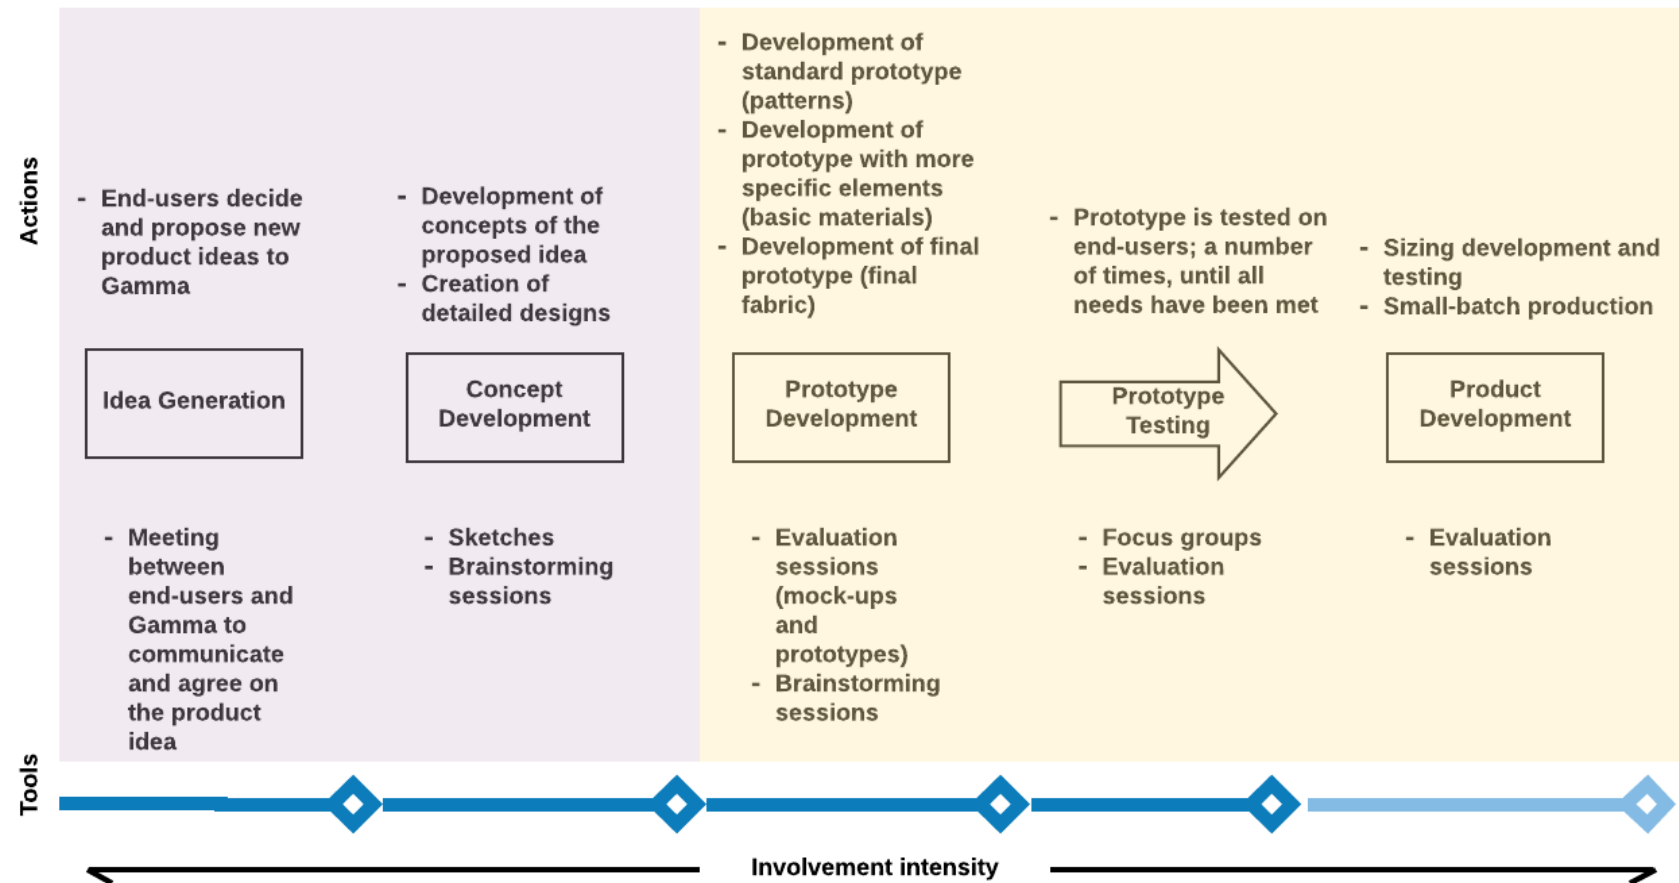 Actions
- End-users decide
and propose new
product ideas to
Gamma
- Development of
concepts of the
proposed idea
- Creation of
detailed designs
- Development of
standard prototype
(patterns)
- Development of
prototype with more
specific elements
(basic materials)
- Development of final
prototype (final
fabric)
- Prototype is tested on
end-users; a number
of times, until all
needs have been met
- Sizing development and
testing
- Small-batch production
Idea Generation
Concept
Development
Prototype
Development
Prototype
Testing
Product
Development
Tools
- Meeting
between
end-users and
Gamma to
communicate
and agree on
the product
idea
- Sketches
- Brainstorming
sessions
- Evaluation
sessions
(mock-ups
and
prototypes)
- Brainstorming
sessions
- Focus groups
- Evaluation
sessions
- Evaluation
sessions
Involvement intensity